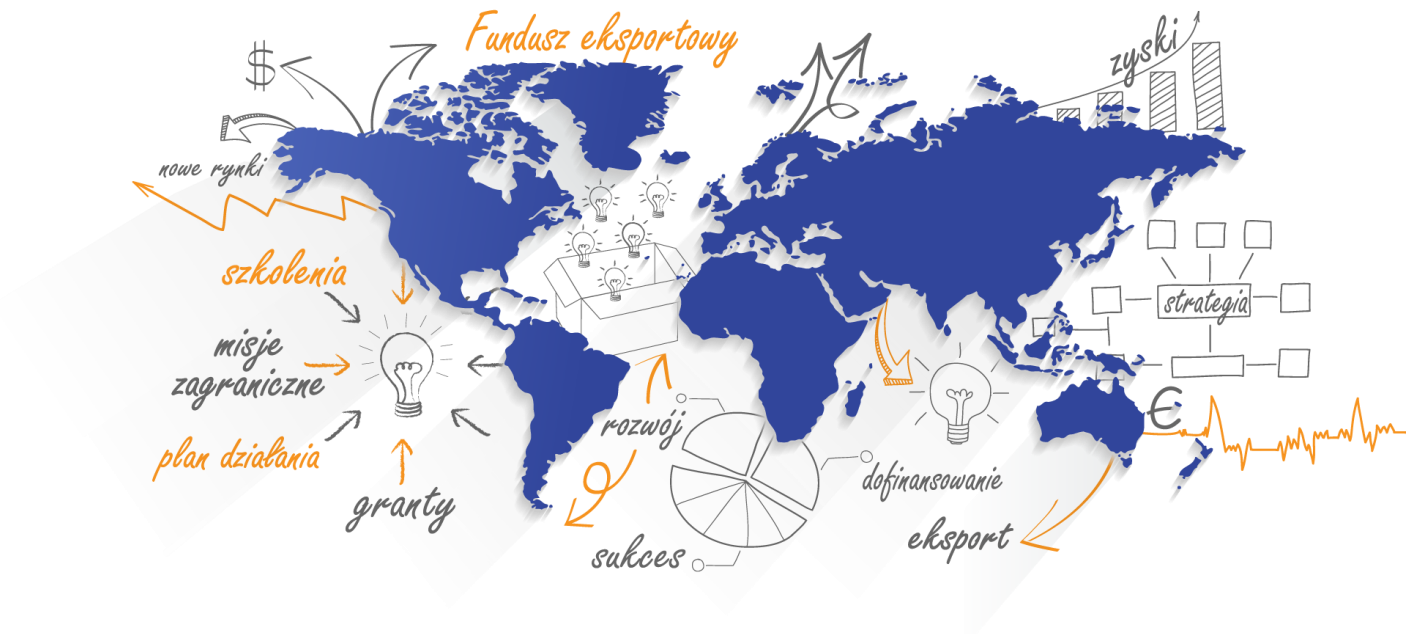 Fundusz eksportowy
$
zyski
nowe rynki
szkolenia
strategia
misje
zagraniczne
€
rozwój
plan działania
dofinansowanie
granty
eksport
sukces